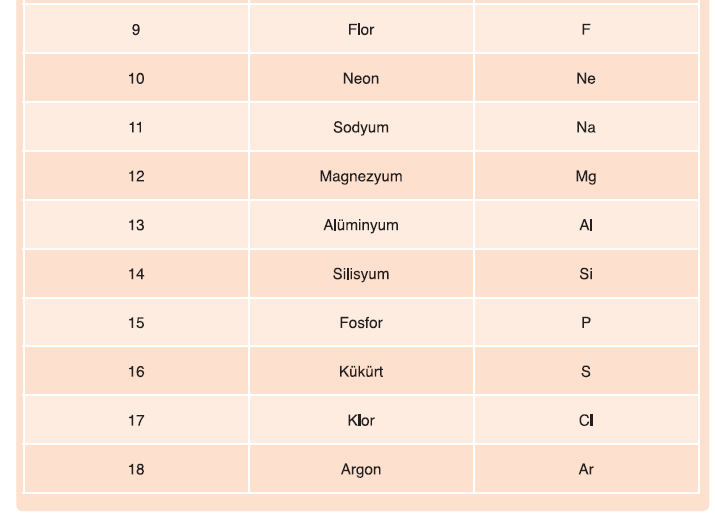 9 Flor F
10 Neon Ne
11 Sodyum Na
12 Magnezyum Mg
13 Alüminyum Al
14 Silisyum Si
15 Fosfor P
16 Kükürt S
17 Klor Cl
18 Argon Ar